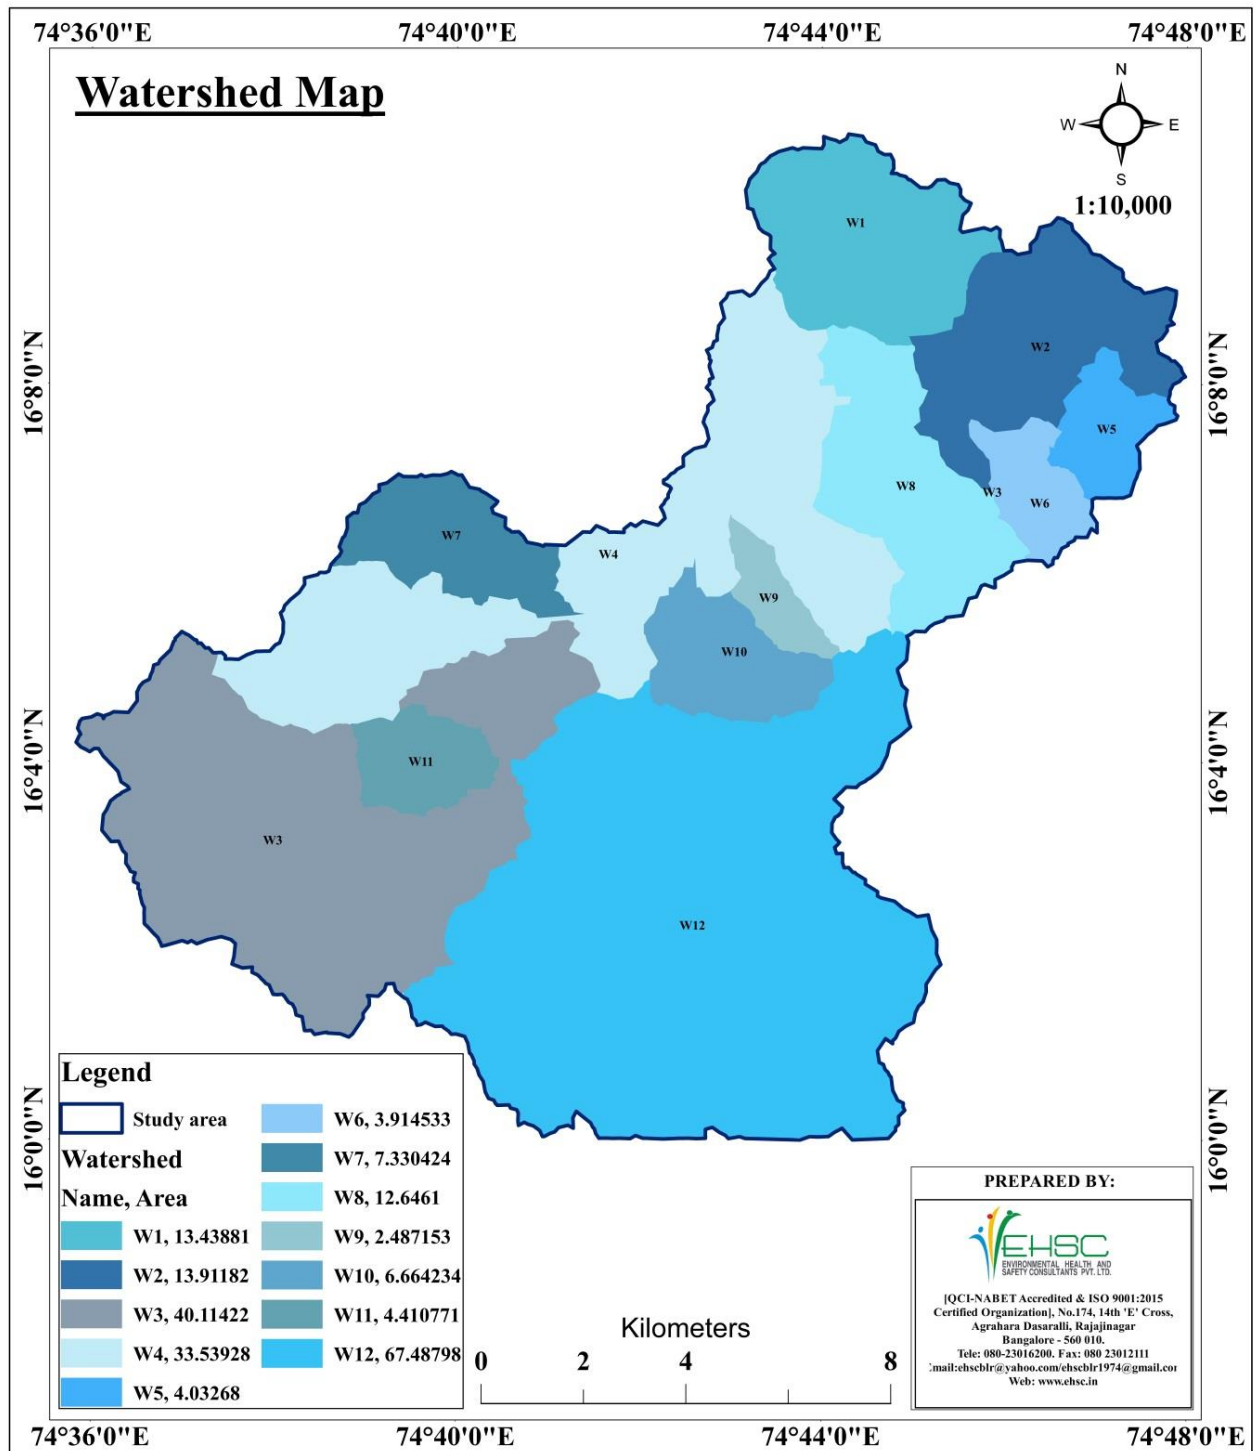 74°36'0"E 74°40'0"E 74°44'0"E 74°48'0"E
Watershed Map
N
W E
S
1:10,000
W1
W2
16°8'0"N 16°8'0"N
W5
W8
W3
W6
W7
W4
W9
W10
16°4'0"N 16°4'0"N
W11
W3
W12
16°0'0"N 16°0'0"N
Legend
Study area
Watershed
Name, Area
W1, 13.43881
W2, 13.91182
W3, 40.11422
W4, 33.53928
W5, 4.03268
W6, 3.914533
W7, 7.330424
W8, 12.6461
W9, 2.487153
W10, 6.664234
W11, 4.410771
W12, 67.48798
Kilometers
0 2 4 8
PREPARED BY:
EHSC
ENVIRONMENTAL HEALTH AND
SAFETY CONSULTANTS PVT. LTD.
[QCI-NABET Accredited & ISO 9001:2015
Certified Organization], No.174, 14th 'E' Cross,
Agrahara Dasaralli, Rajajinagar
Bangalore - 560 010.
Tele: 080-23016200. Fax: 080 23012111
:mail:ehscblr@yahoo.com/ehscblr1974@gmail.co
Web: www.ehsc.in
74°36'0"E 74°40'0"E 74°44'0"E 74°48'0"E